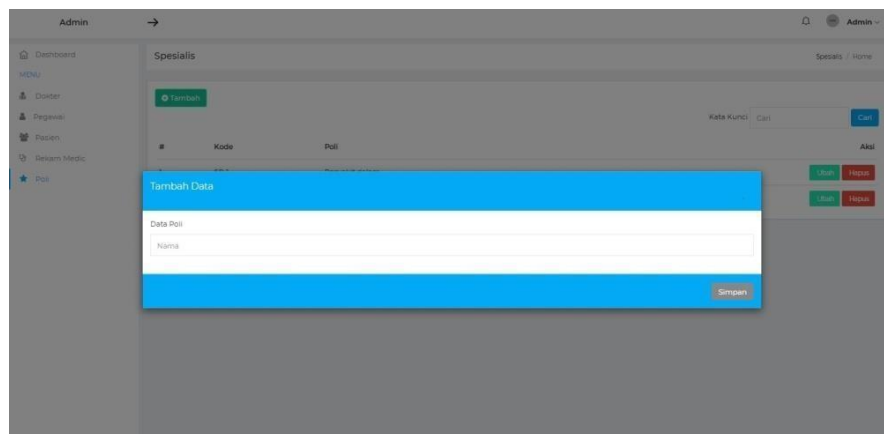 Admin
Admin
Dashboard
MENU
Dokter
Pegawai
Pasien
Rekam Medic
Poli
Spesialis
Spesialis / Home
Tambah
Kata Kunci
Cari
Cari
# Kode Poli Aksi
Ubah Hapus
Tambah Data
Ubah Hapus
Data Poli
Nama
Simpan